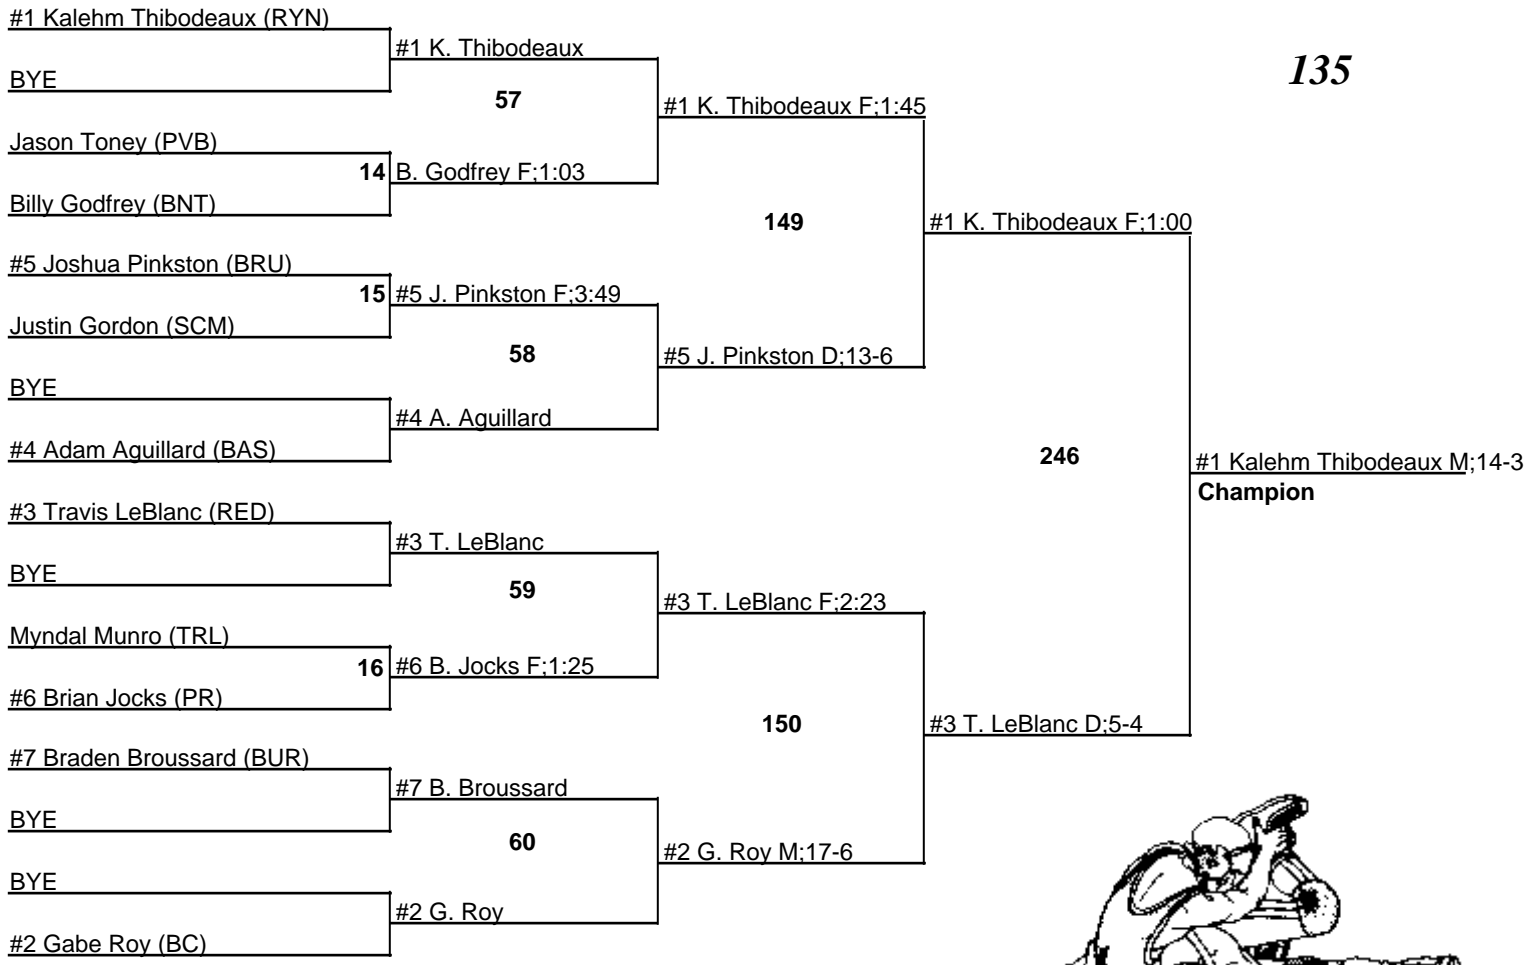 #1 Kalehm Thibodeaux (RYN)
BYE
Jason Toney (PVB)
Billy Godfrey (BNT)
#5 Joshua Pinkston (BRU)
Justin Gordon (SCM)
BYE
#4 Adam Aguillard (BAS)
#3 Travis LeBlanc (RED)
BYE
Myndal Munro (TRL)
#6 Brian Jocks (PR)
#7 Braden Broussard (BUR)
BYE
BYE
#2 Gabe Roy (BC)
14
15
16
#1 K. Thibodeaux
B. Godfrey F;1:03
#5 J. Pinkston F;3:49
#4 A. Aguillard
#3 T. LeBlanc
#6 B. Jocks F;1:25
#7 B. Broussard
#2 G. Roy
57
58
59
60
#1 K. Thibodeaux F;1:45
#5 J. Pinkston D;13-6
#3 T. LeBlanc F;2:23
#2 G. Roy M;17-6
149
150
#1 K. Thibodeaux F;1:00
#3 T. LeBlanc D;5-4
246
#1 Kalehm Thibodeaux M;14-3
Champion
135